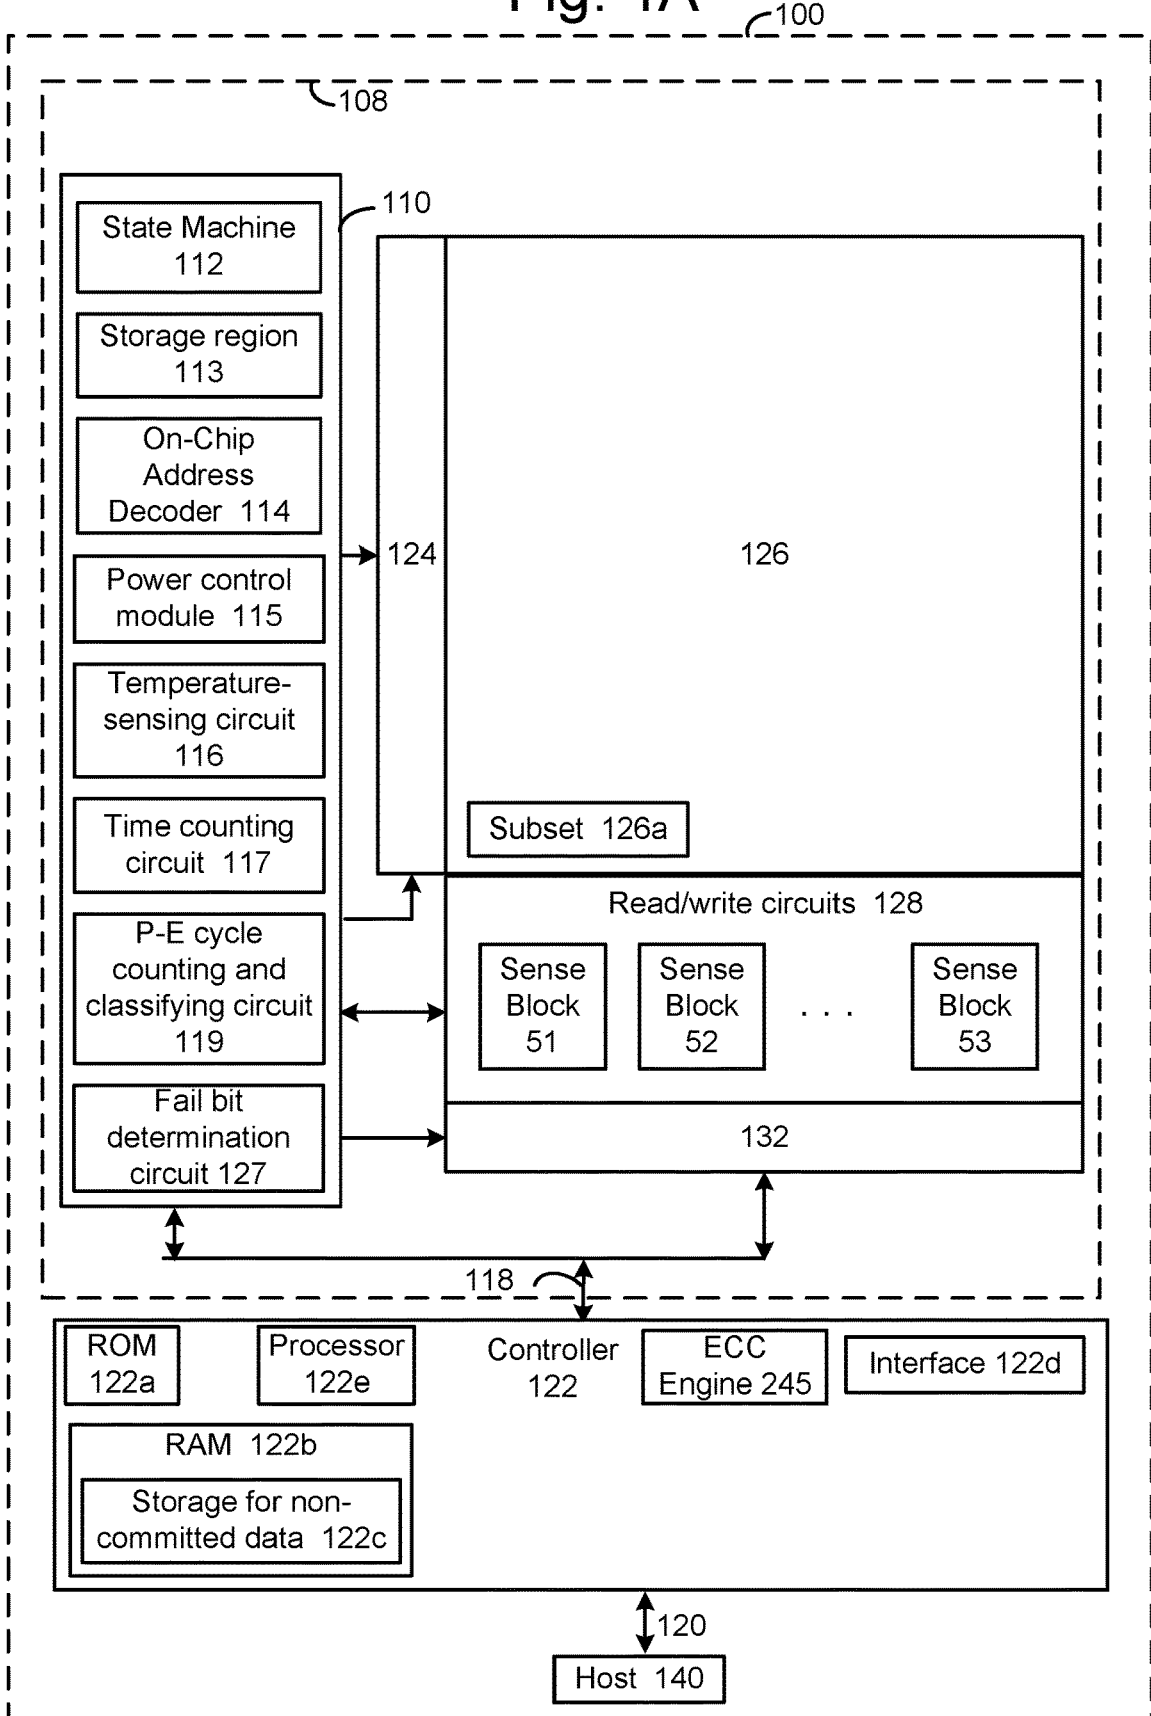 Fig. 1A
100
108
110
State Machine
112
Storage region
113
On-Chip
Address
Decoder 114
Power control
module 115
Temperature-
sensing circuit
116
Time counting
circuit 117
P-E cycle
counting and
classifying circuit
119
Fail bit
determination
circuit 127
124
126
Subset 126a
Read/write circuits 128
Sense
Block
51
Sense
Block
52
. . .
Sense
Block
53
132
118
ROM
122a
Processor
122e
Controller
122
ECC
Engine 245
Interface 122d
RAM 122b
Storage for non-
committed data 122c
120
Host 140